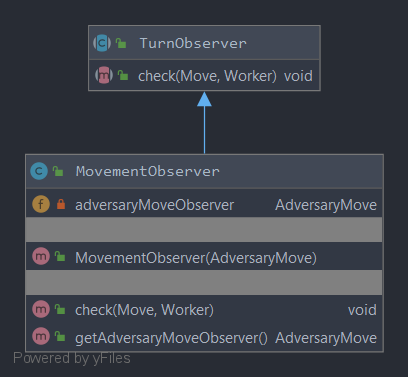 TurnObserver
check(Move, Worker) void
MovementObserver
adversaryMoveObserver AdversaryMove
MovementObserver(AdversaryMove)
check(Move, Worker) void
getAdversaryMoveObserver() AdversaryMove
Powered by yFiles